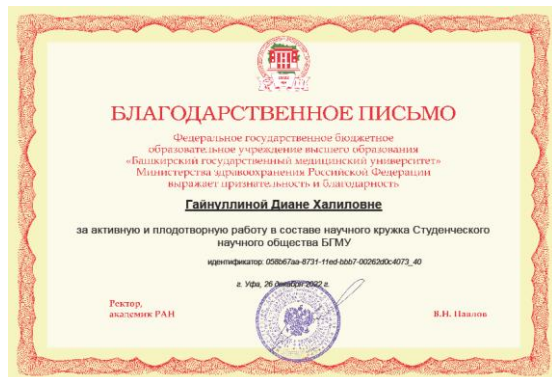 БЛАГОДАРСТВЕННОЕ ПИСЬМО
Федеральное государственное бюджетное
образовательное учреждение высшего образования
«Башкирский государственный медицинский университет»
Министерства здравоохранения Российской Федерации
выражает признательность и благодарность
Гайнуллиной Диане Халиловне
за активную и плодотворную работу в составе научного кружка Студенческого
научного общества БГМУ
идентификатор: 058b67aa-8731-11ed-bbb7-00262d0c4073_40
г. Уфа, 26 декабря 2022 г.
Ректор,
академик РАН
В.Н. Павлов